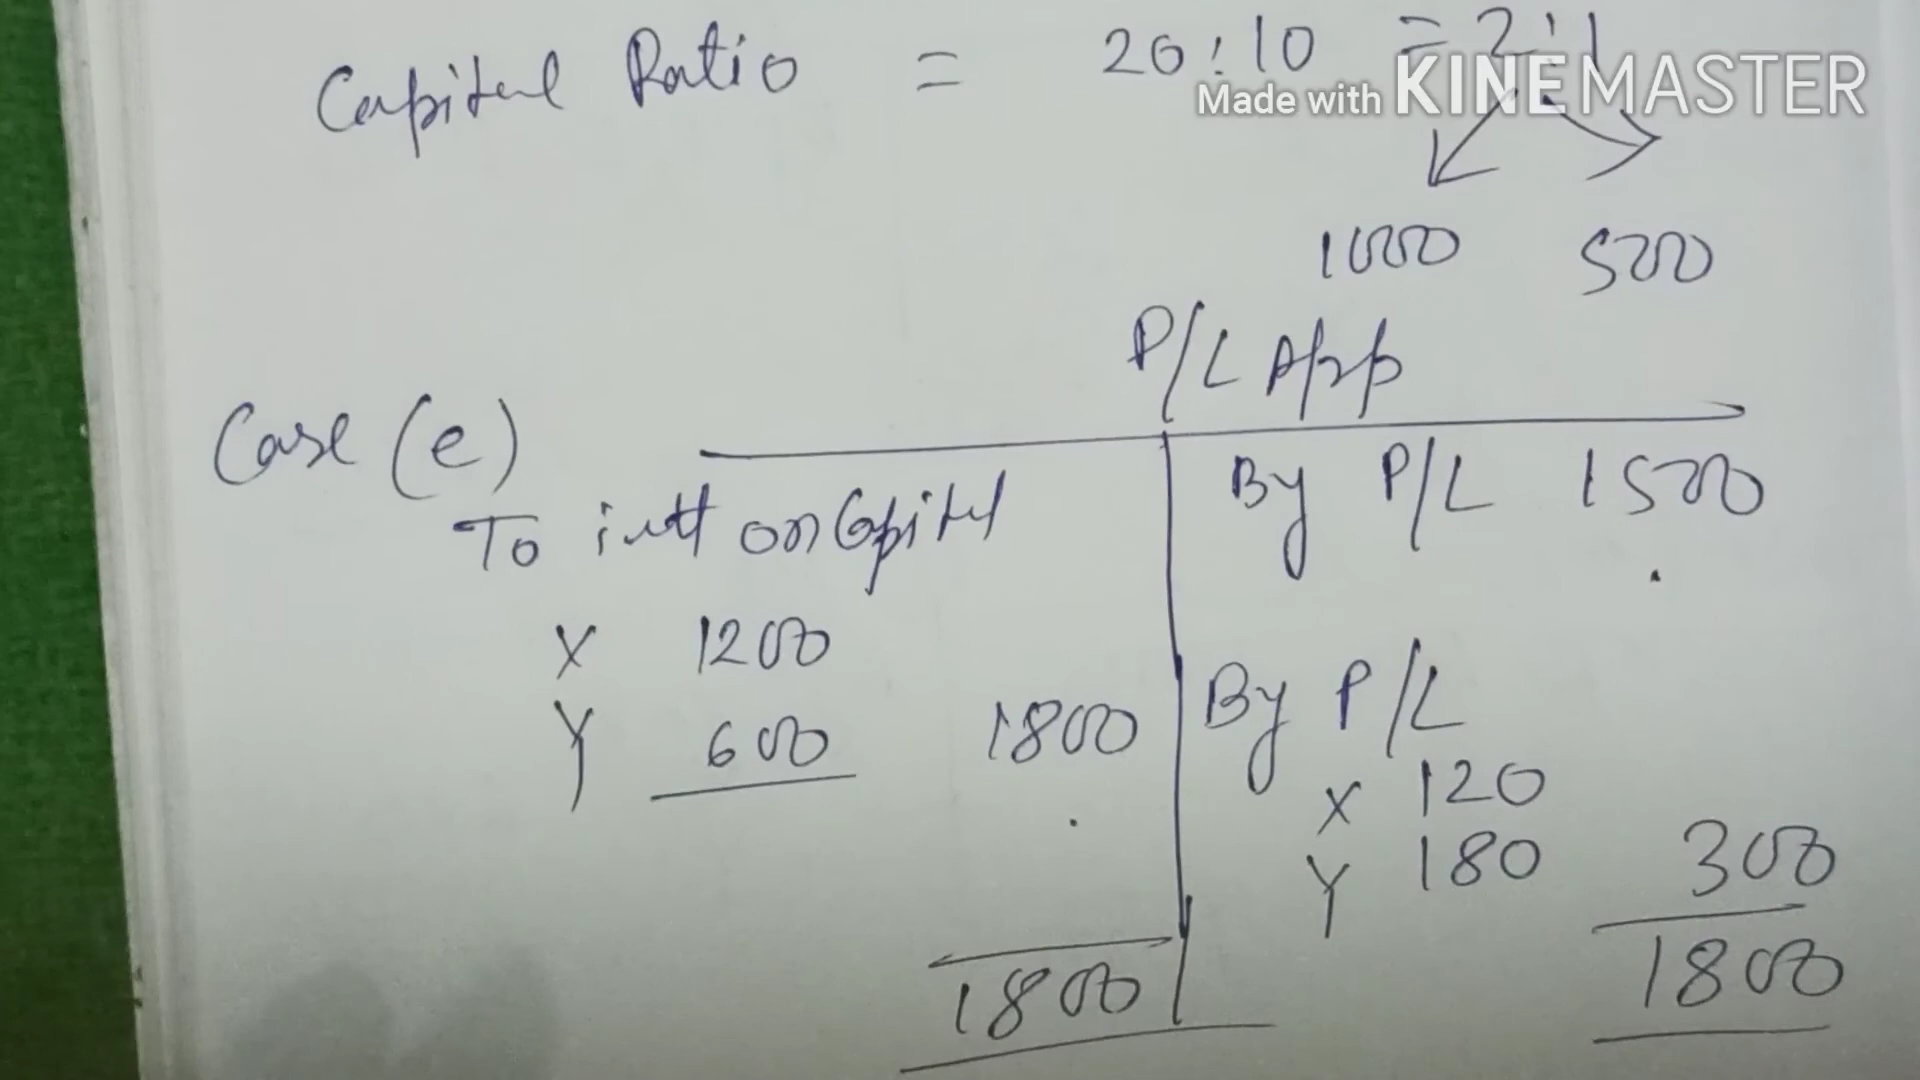 Capital Ratio = 20:10 = 2:1
Made with KINEMASTER
1000 500
P/L App
Case (e)
To intt on Capital
X 1200
Y 600 1800
1800
By P/L 1500
By P/L
X 120
Y 180 300
1800